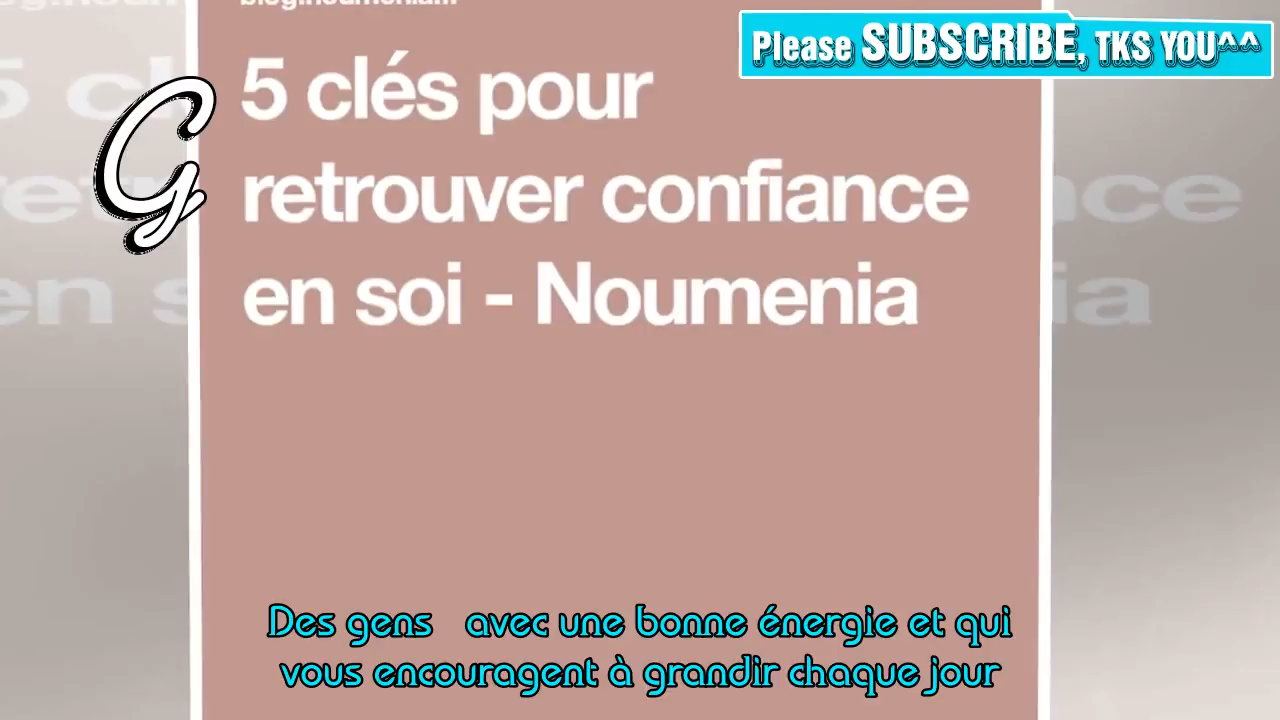 Please SUBSCRIBE, TKS YOU^^
5 clés pour
retrouver confiance
en soi - Noumenia
G
Des gens avec une bonne énergie et qui
vous encouragent à grandir chaque jour